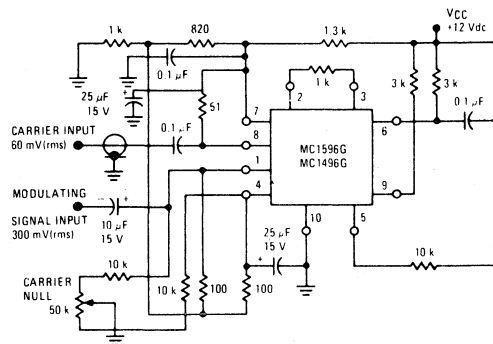 1 k
820
1.3 k
VCC
+12 Vdc
0.1 µF
25 µF
15 V
51
1 k
3 k
3 k
0.1 µF
2
3
7
8
1
4
6
9
10
5
MC1596G
MC1496G
CARRIER INPUT
60 mV(rms)
0.1 µF
MODULATING
SIGNAL INPUT
300 mV(rms)
- +
10 µF
15 V
10 k
CARRIER
NULL
50 k
10 k
100
100
+
25 µF
15 V
10 k